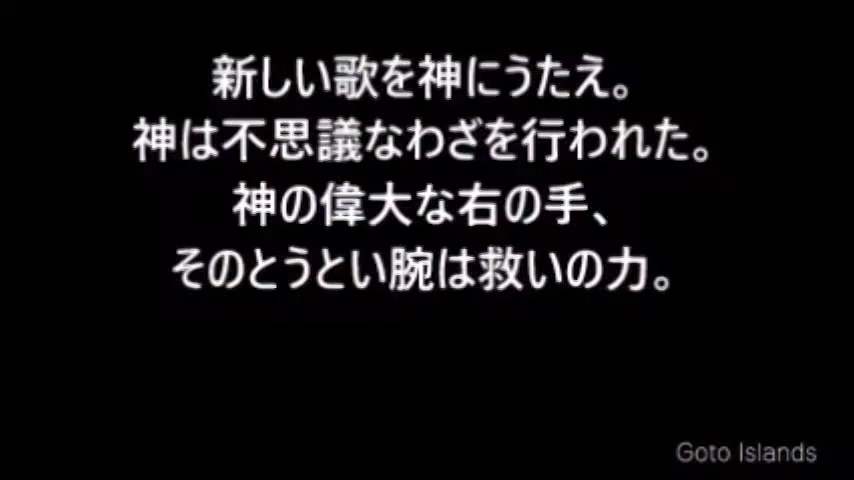 新しい歌を神にうたえ。
神は不思議なわざを行われた。
神の偉大な右の手、
そのとうとい腕は救いの力。
Goto Islands